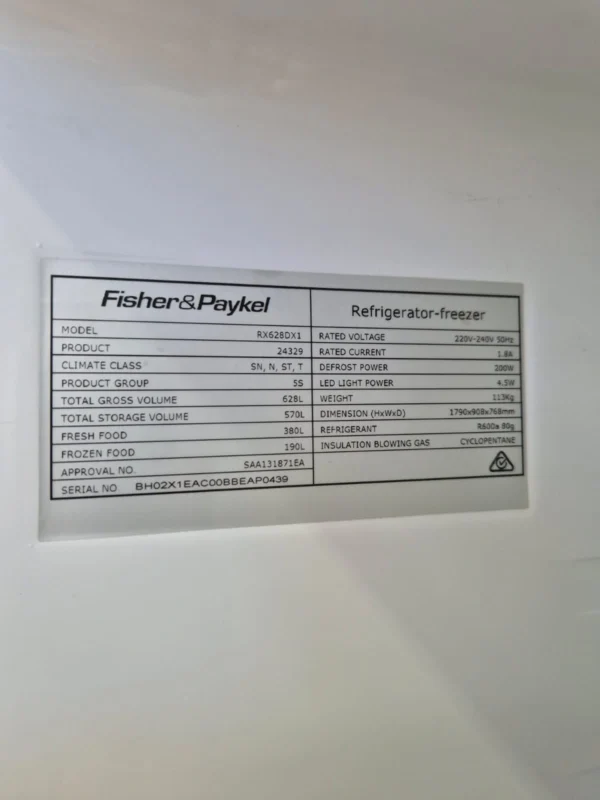 Fisher&Paykel
MODEL RX628DX1
PRODUCT 24329
CLIMATE CLASS SN, N, ST, T
PRODUCT GROUP 5S
TOTAL GROSS VOLUME 628L
TOTAL STORAGE VOLUME 570L
FRESH FOOD 380L
FROZEN FOOD 190L
APPROVAL NO. SAA131871EA
SERIAL NO. BH02X1EAC00BBEAP0439
Refrigerator-freezer
RATED VOLTAGE 220V-240V 50Hz
RATED CURRENT 1.8A
DEFROST POWER 200W
LED LIGHT POWER 4.5W
WEIGHT 113Kg
DIMENSION (HxWxD) 1790x908x768mm
REFRIGERANT R600a 80g
INSULATION BLOWING GAS CYCLOPENTANE